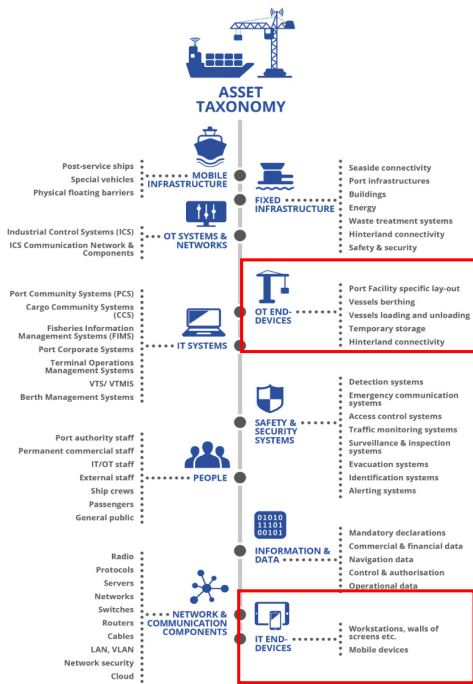 ASSET
TAXONOMY
Post-service ships
Special vehicles
Physical floating barriers
MOBILE
INFRASTRUCTURE
FIXED
INFRASTRUCTURE
Seaside connectivity
Port infrastructures
Buildings
Energy
Waste treatment systems
Hinterland connectivity
Safety & security
Industrial Control Systems (ICS)
ICS Communication Network &
Components
OT SYSTEMS &
NETWORKS
OT END-
DEVICES
Port Facility specific lay-out
Vessels berthing
Vessels loading and unloading
Temporary storage
Hinterland connectivity
Port Community Systems (PCS)
Cargo Community Systems
(CCS)
Fisheries Information
Management Systems (FIMS)
Port Corporate Systems
Terminal Operations
Management Systems
VTS/ VTMIS
Berth Management Systems
IT SYSTEMS
SAFETY &
SECURITY
SYSTEMS
Detection systems
Emergency communication
systems
Access control systems
Traffic monitoring systems
Surveillance & inspection
systems
Evacuation systems
Identification systems
Alerting systems
Port authority staff
Permanent commercial staff
IT/OT staff
External staff
Ship crews
Passengers
General public
PEOPLE
01010
11101
00101
INFORMATION &
DATA
Mandatory declarations
Commercial & financial data
Navigation data
Control & authorisation
Operational data
Radio
Protocols
Servers
Networks
Switches
Routers
Cables
LAN, VLAN
Network security
Cloud
NETWORK &
COMMUNICATION
COMPONENTS
IT END-
DEVICES
Workstations, walls of
screens etc.
Mobile devices